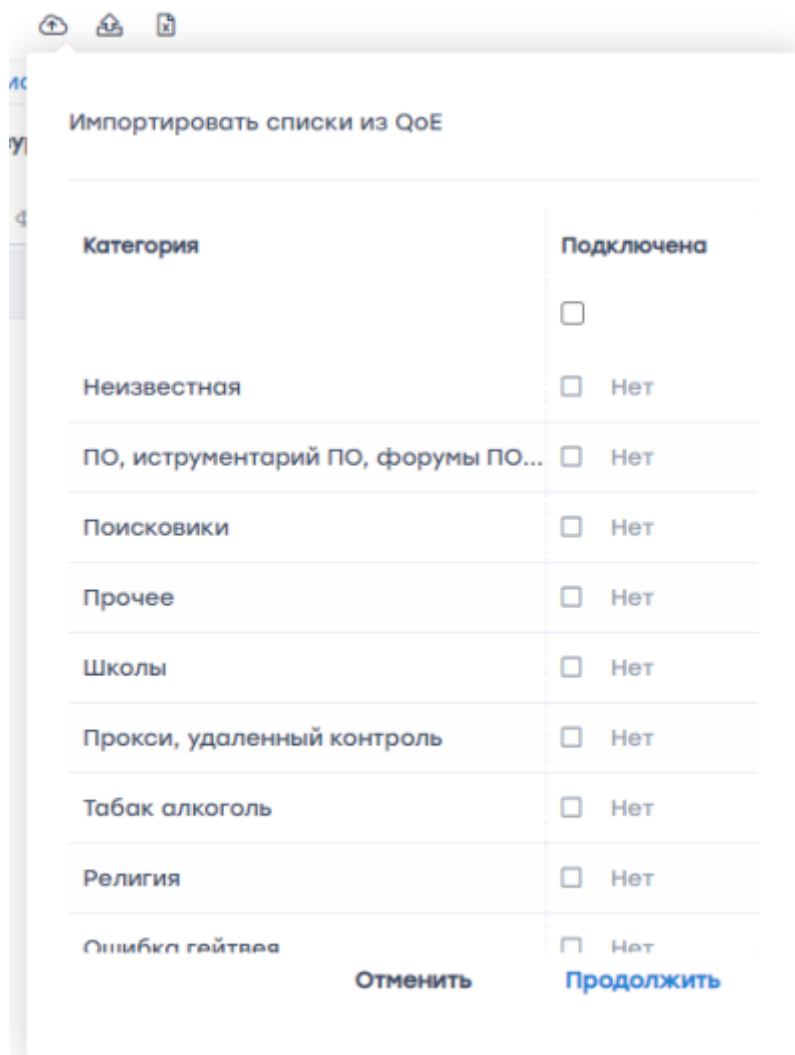 Импортировать списки из QoE
Категория Подключена
Неизвестная Нет
ПО, иструментарий ПО, форумы ПО... Нет
Поисковики Нет
Прочее Нет
Школы Нет
Прокси, удаленный контроль Нет
Табак алкоголь Нет
Религия Нет
Ошибка гейтвея Нет
Отменить Продолжить